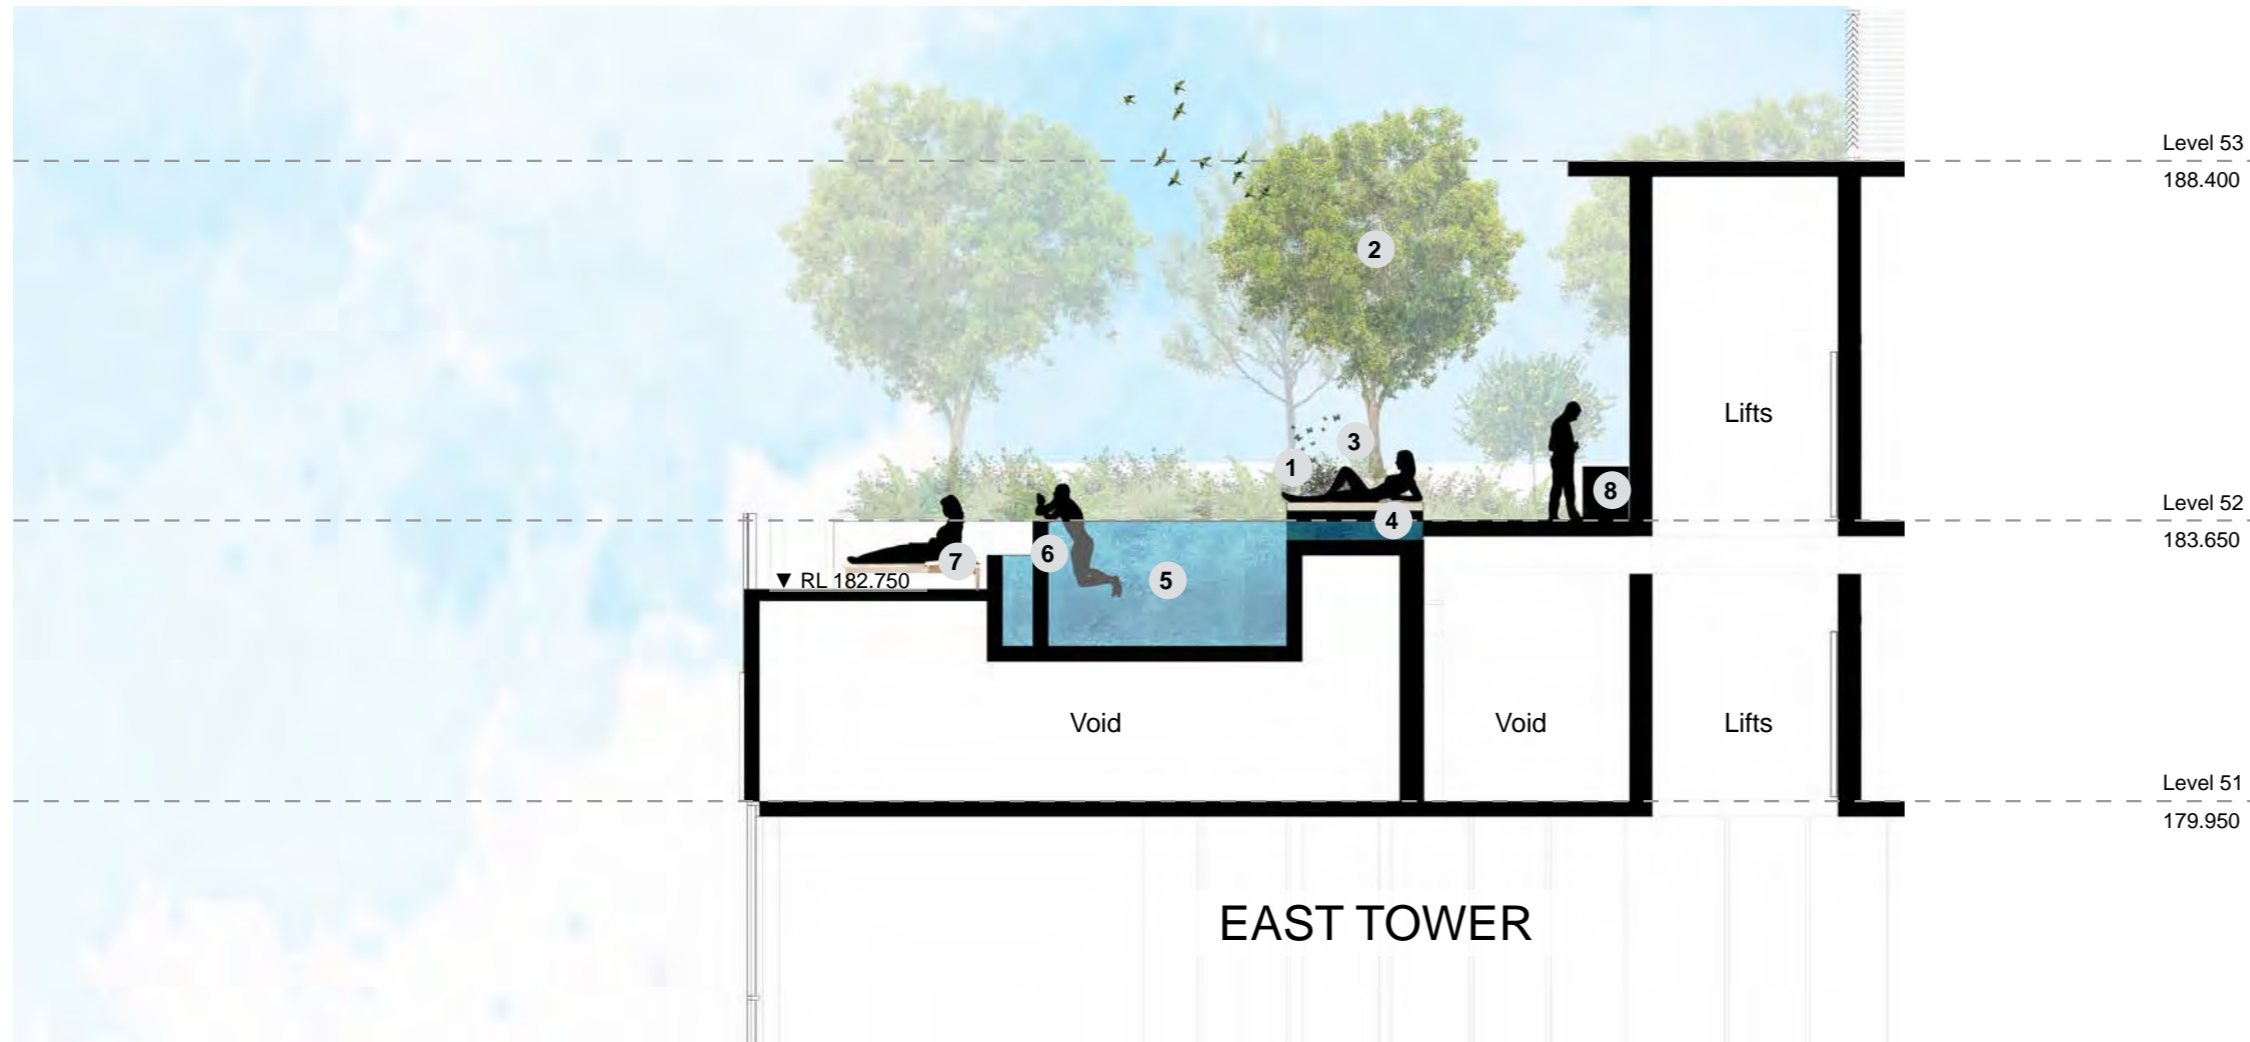 Level 53
188.400
2
Lifts
3
1
8
Level 52
4
183.650
6
7
5
▼ RL 182.750
Void
Void
Lifts
Level 51
179.950
EAST TOWER